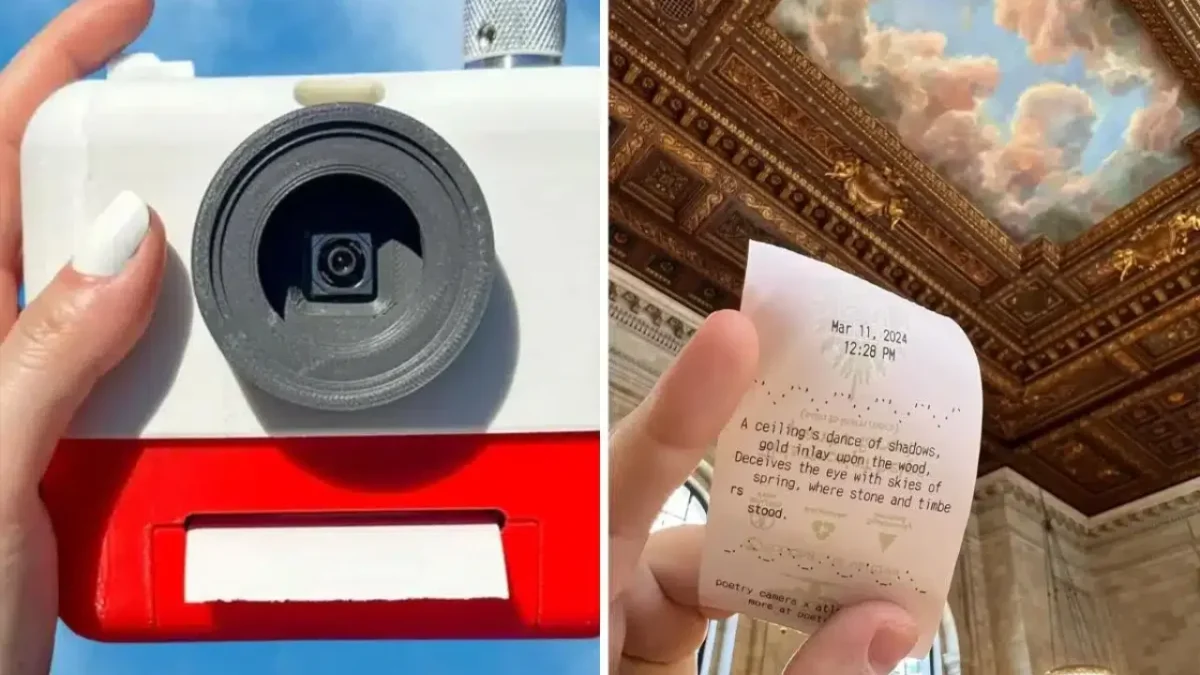 Mar 11, 2024
12:28 PM
A ceiling's dance of shadows,
gold inlay upon the wood,
Deceives the eye with skies of
spring, where stone and timbe
rs
stood.
poetry camera x
more at